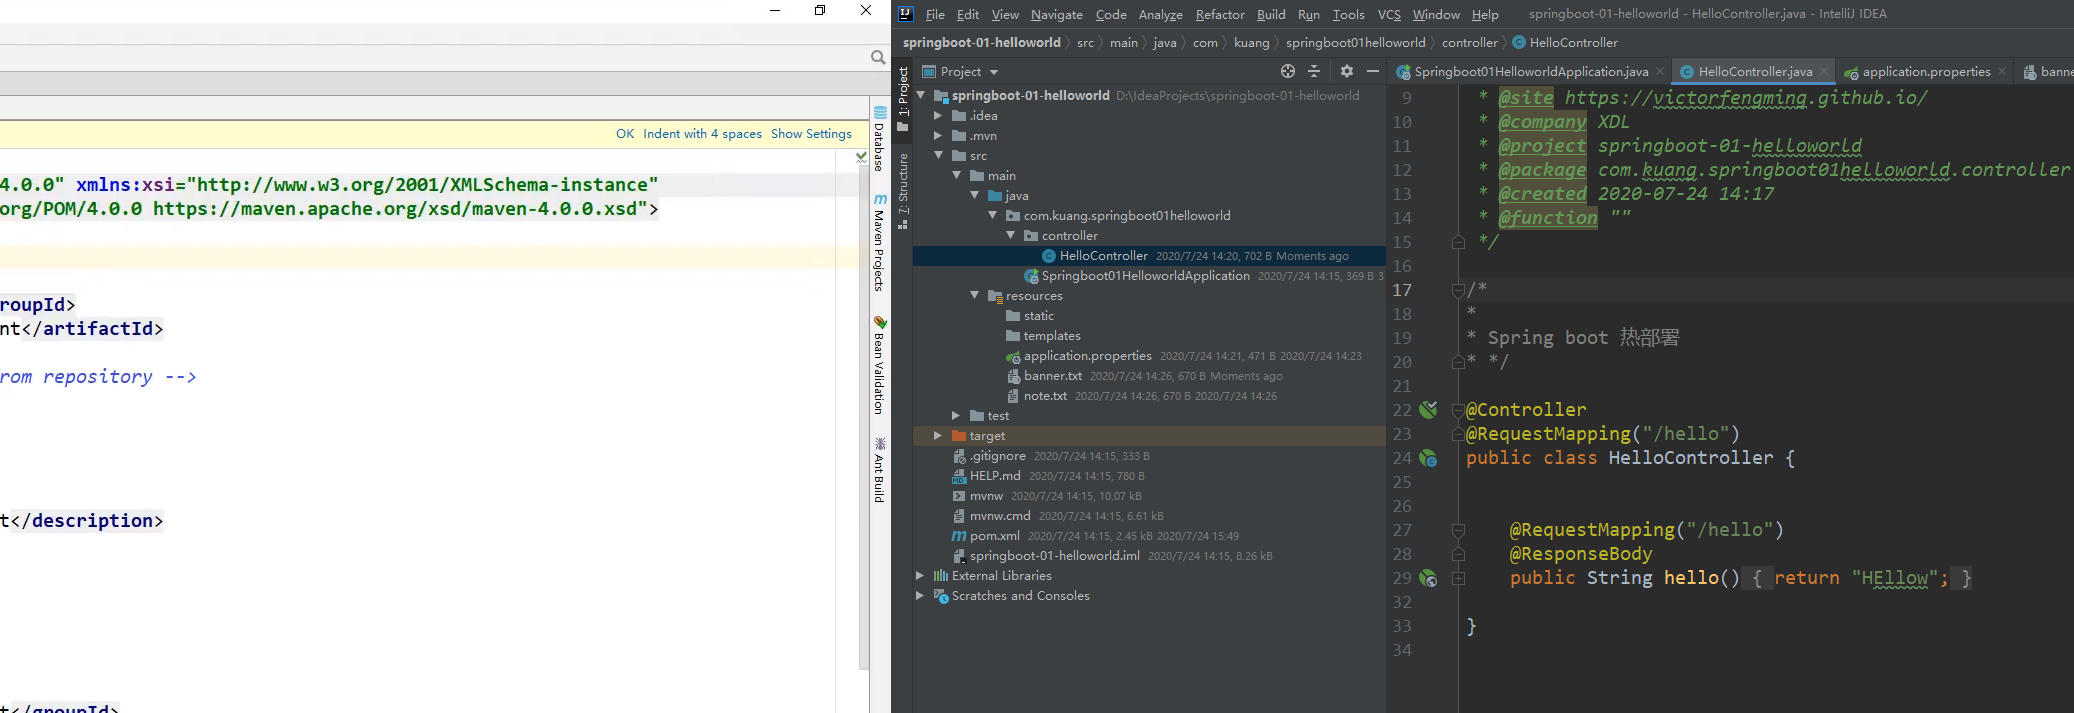 OK Indent with 4 spaces Show Settings
4.0.0" xmlns:xsi="http://www.w3.org/2001/XMLSchema-instance"
org/POM/4.0.0 https://maven.apache.org/xsd/maven-4.0.0.xsd">
roupId>
nt</artifactId>
rom repository -->
t</description>
t</groupId>
Database
Maven Projects
Bean Validation
Ant Build
File Edit View Navigate Code Analyze Refactor Build Run Tools VCS Window Help springboot-01-helloworld - HelloController.java - IntelliJ IDEA
springboot-01-helloworld src main java com kuang springboot01helloworld controller HelloController
1: Project
7: Structure
Project
springboot-01-helloworld D:\IdeaProjects\springboot-01-helloworld
.idea
.mvn
src
main
java
com.kuang.springboot01helloworld
controller
HelloController 2020/7/24 14:20, 702 B Moments ago
Springboot01HelloworldApplication 2020/7/24 14:15, 369 B 3
resources
static
templates
application.properties 2020/7/24 14:21, 471 B 2020/7/24 14:23
banner.txt 2020/7/24 14:26, 670 B Moments ago
note.txt 2020/7/24 14:26, 670 B 2020/7/24 14:26
test
target
.gitignore 2020/7/24 14:15, 333 B
HELP.md 2020/7/24 14:15, 780 B
mvnw 2020/7/24 14:15, 10.07 kB
mvnw.cmd 2020/7/24 14:15, 6.61 kB
pom.xml 2020/7/24 14:15, 2.45 kB 2020/7/24 15:49
springboot-01-helloworld.iml 2020/7/24 14:15, 8.26 kB
External Libraries
Scratches and Consoles
Springboot01HelloworldApplication.java HelloController.java application.properties banne
9 * @site https://victorfengming.github.io/
10 * @company XDL
11 * @project springboot-01-helloworld
12 * @package com.kuang.springboot01helloworld.controller
13 * @created 2020-07-24 14:17
14 * @function ""
15 */
16
17 /*
18 *
19 * Spring boot 热部署
20 * */
21
22 @Controller
23 @RequestMapping("/hello")
24 public class HelloController {
25
26
27 @RequestMapping("/hello")
28 @ResponseBody
29 public String hello() { return "HEllow"; }
32
33 }
34